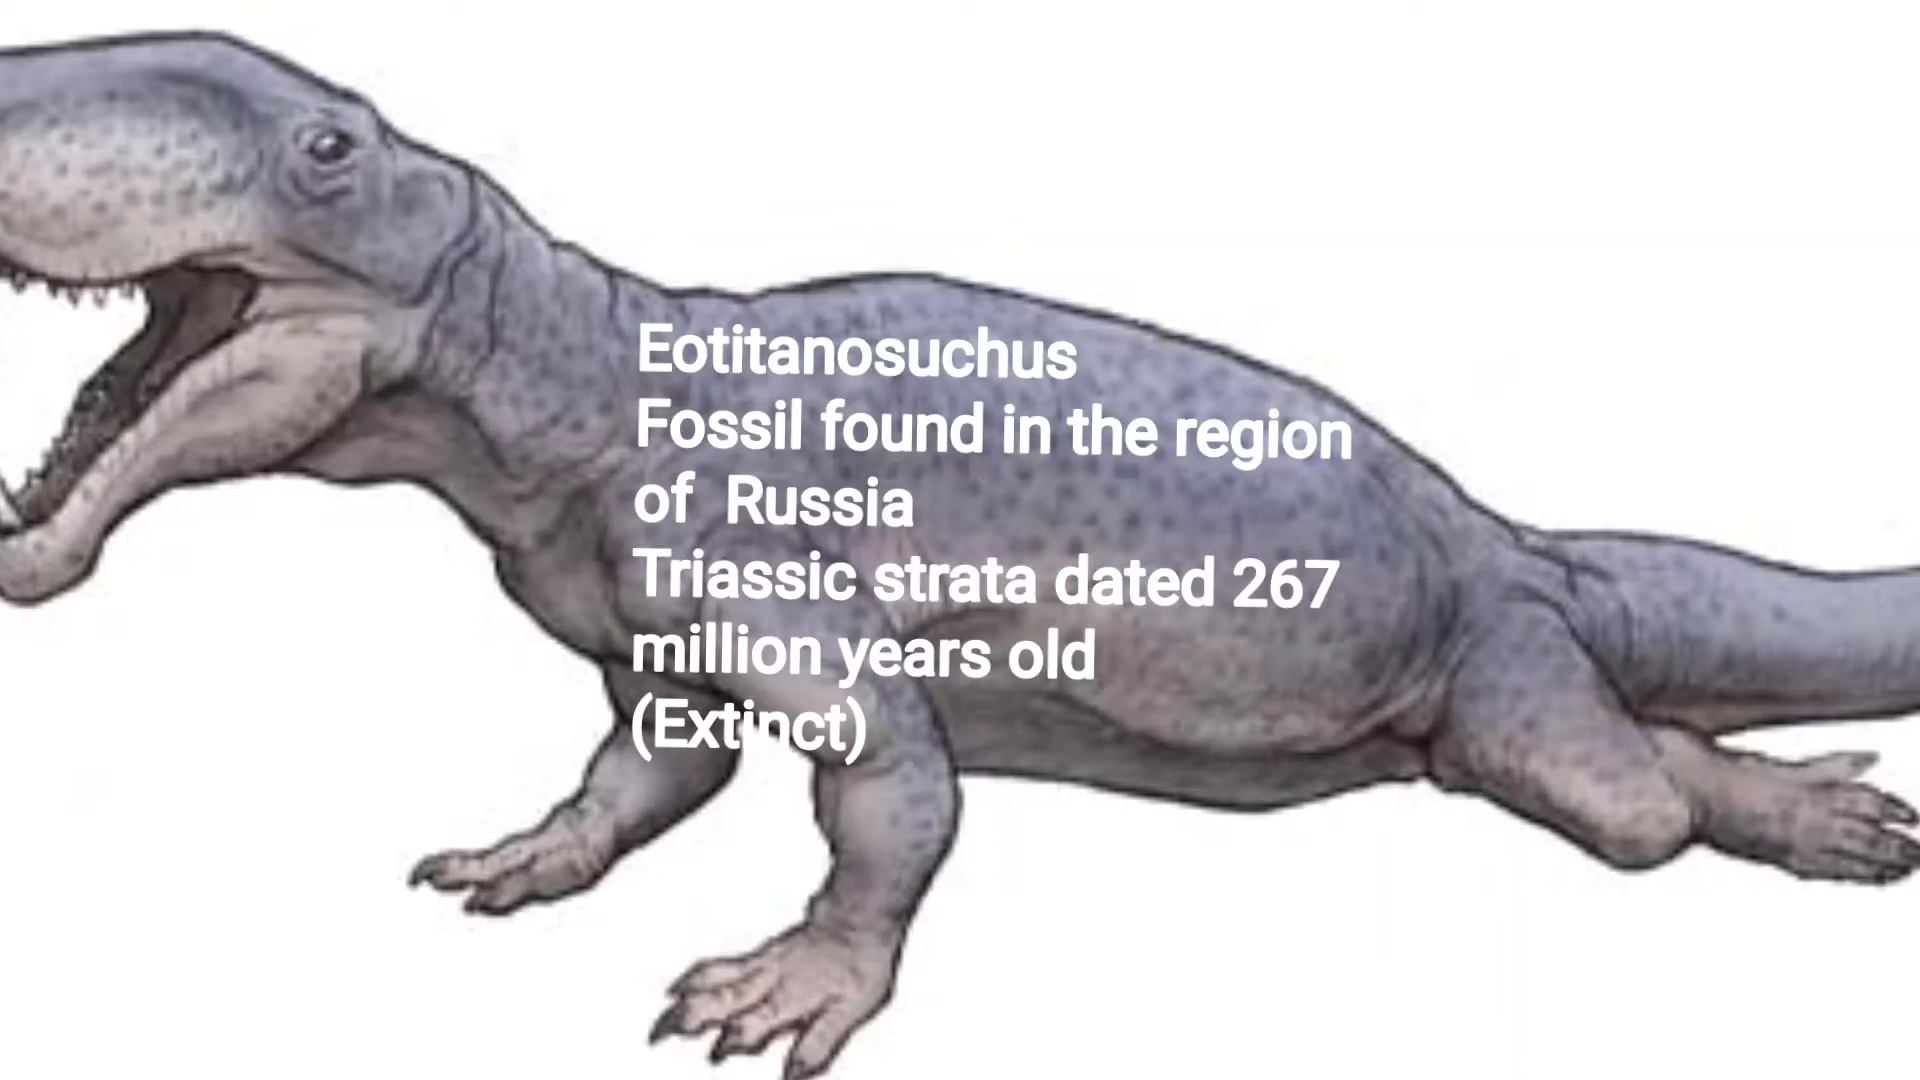 Eotitanosuchus
Fossil found in the region
of  Russia
Triassic strata dated 267
million years old
(Extinct)